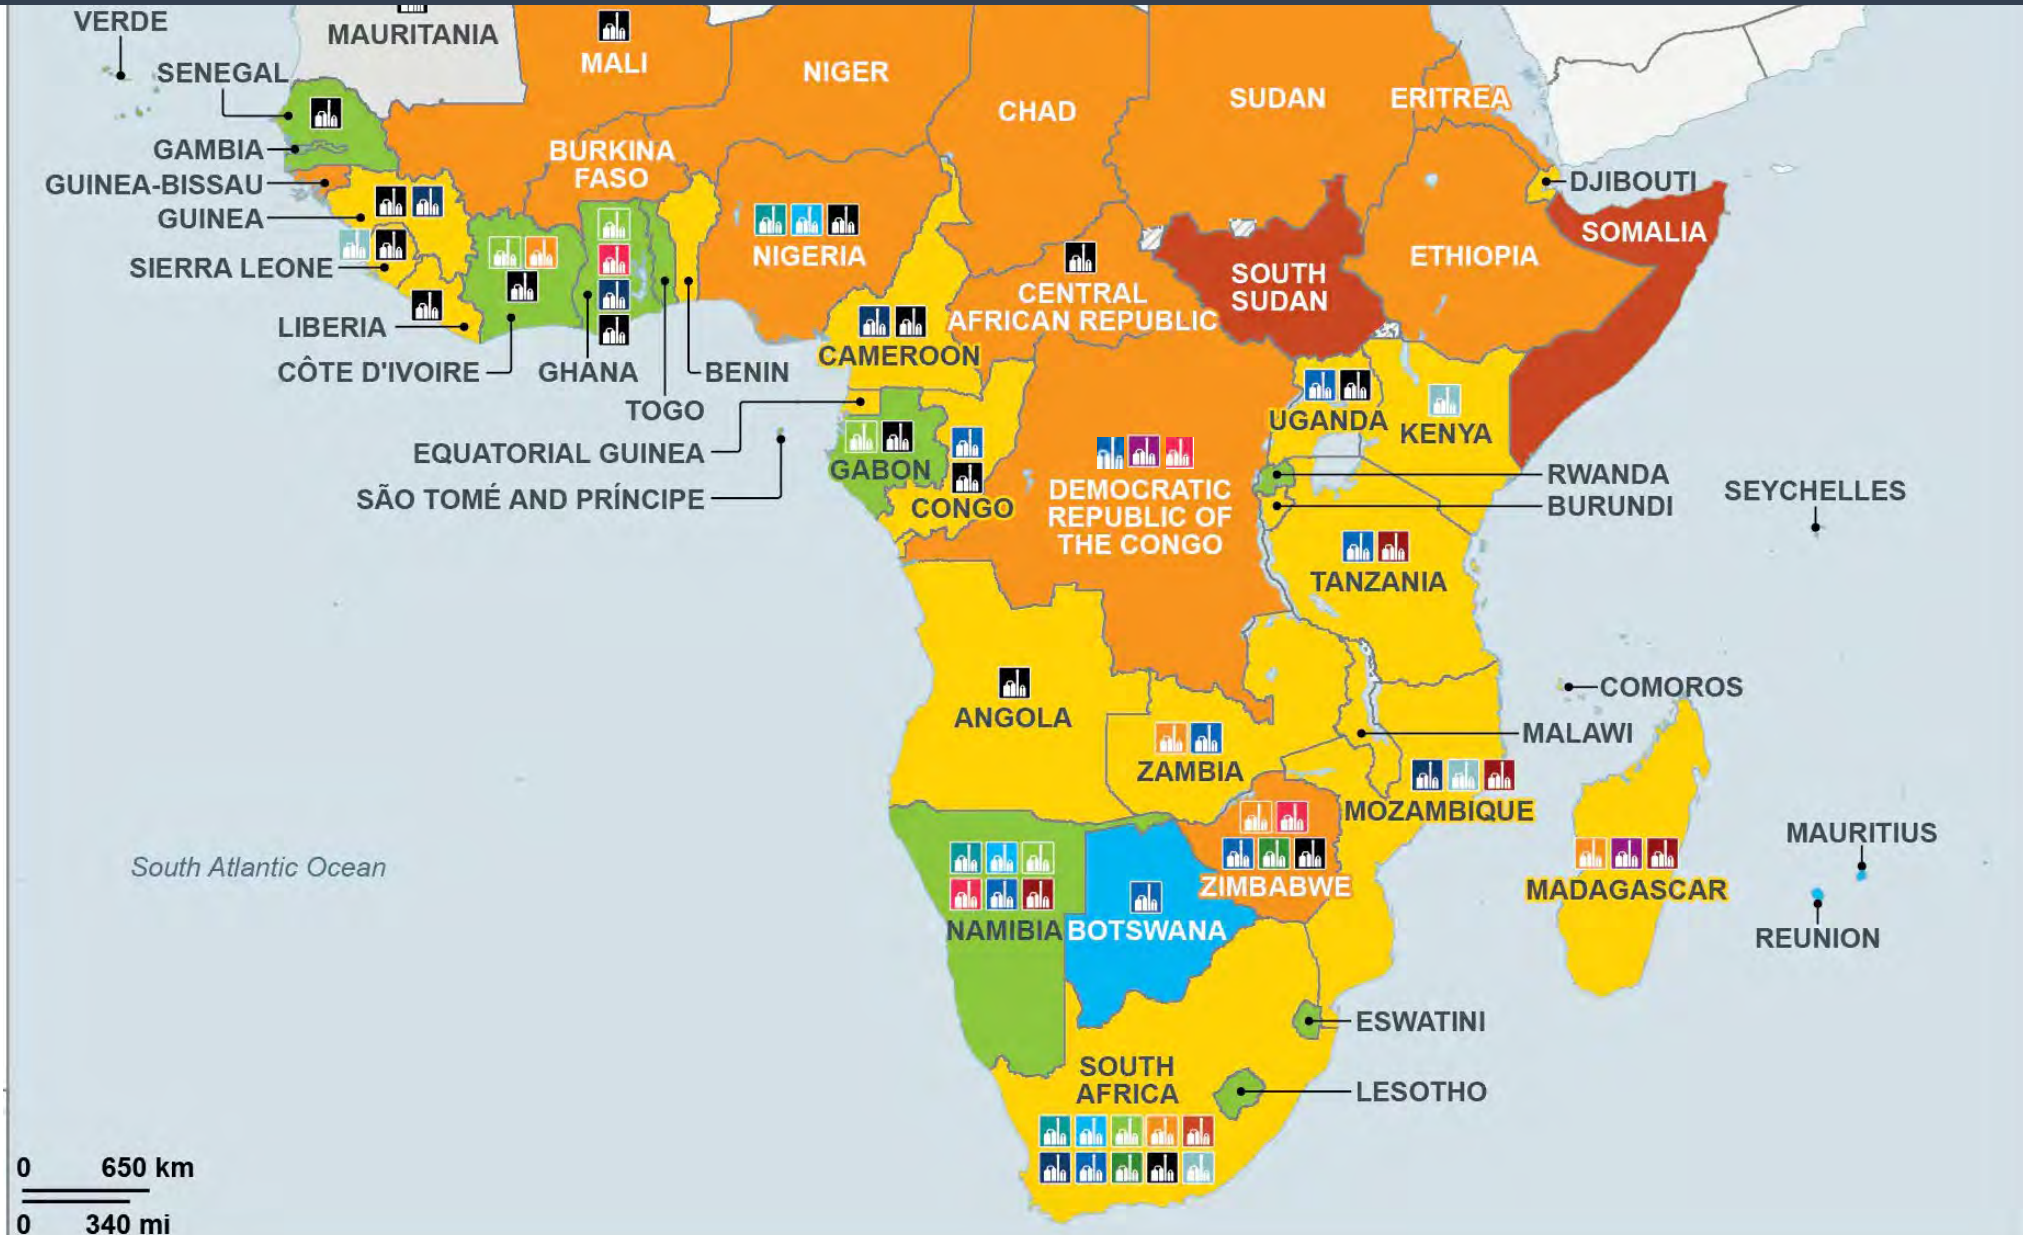 VERDE
MAURITANIA
MALI
NIGER
CHAD
SUDAN
ERITREA
SENEGAL
GAMBIA
GUINEA-BISSAU
GUINEA
SIERRA LEONE
LIBERIA
CÔTE D'IVOIRE
BURKINA
FASO
GHANA
TOGO
BENIN
NIGERIA
CAMEROON
CENTRAL
AFRICAN REPUBLIC
SOUTH
SUDAN
ETHIOPIA
DJIBOUTI
SOMALIA
EQUATORIAL GUINEA
SÃO TOMÉ AND PRÍNCIPE
GABON
CONGO
DEMOCRATIC
REPUBLIC OF
THE CONGO
UGANDA
KENYA
RWANDA
BURUNDI
SEYCHELLES
TANZANIA
ANGOLA
ZAMBIA
COMOROS
MALAWI
MOZAMBIQUE
ZIMBABWE
MADAGASCAR
MAURITIUS
REUNION
NAMIBIA
BOTSWANA
South Atlantic Ocean
ESWATINI
LESOTHO
SOUTH
AFRICA
0 650 km
0 340 mi